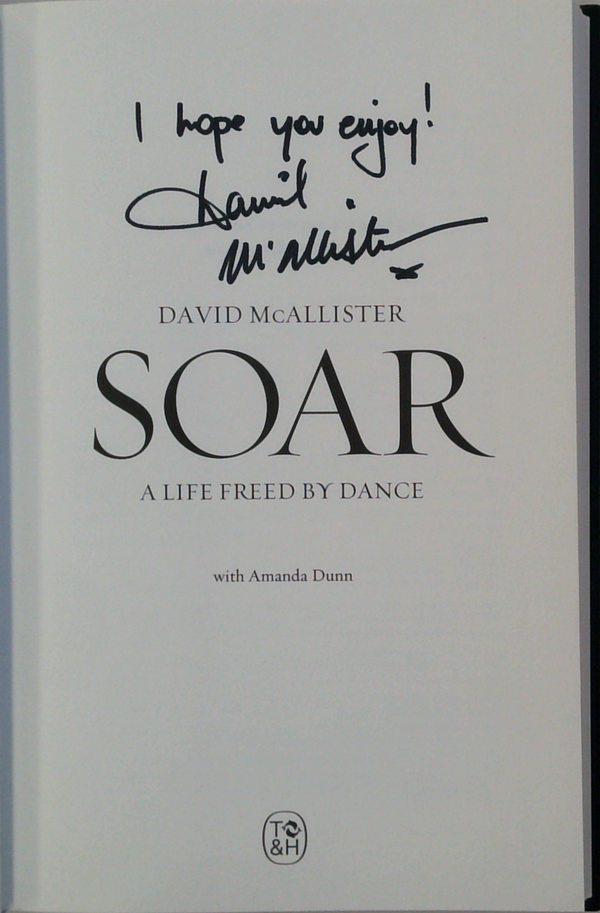 I hope you enjoy!
David
McAllister
DAVID McALLISTER
SOAR
A LIFE FREED BY DANCE
with Amanda Dunn
T
&H